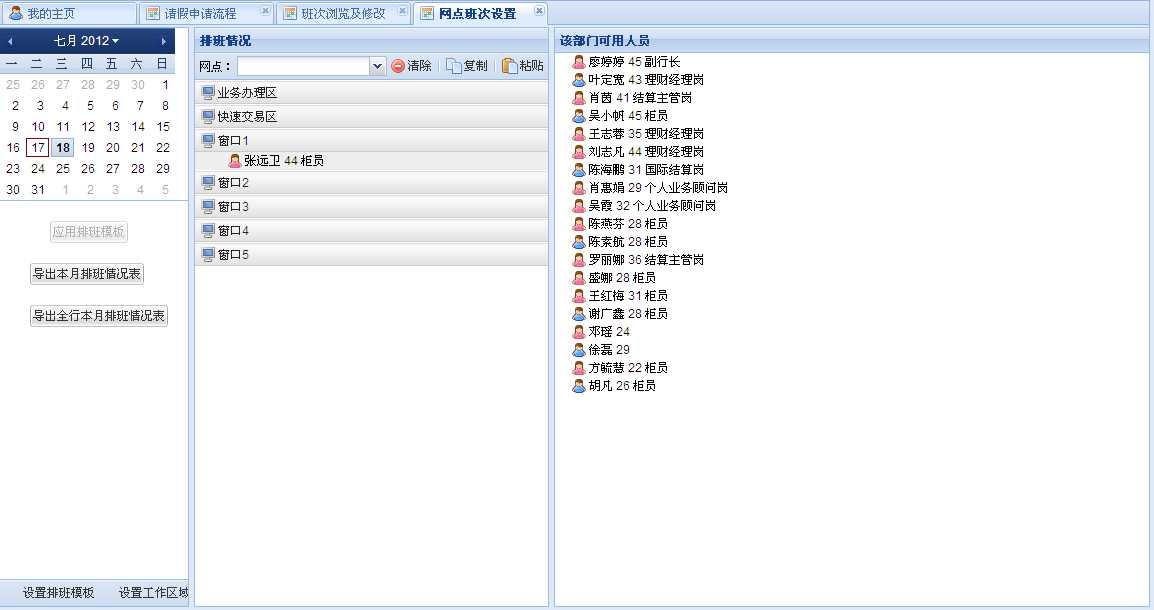 我的主页 请假申请流程 班次浏览及修改 网点班次设置
七月 2012
一 二 三 四 五 六 日
25 26 27 28 29 30 1
2 3 4 5 6 7 8
9 10 11 12 13 14 15
16 17 18 19 20 21 22
23 24 25 26 27 28 29
30 31 1 2 3 4 5
应用排班模板
导出本月排班情况表
导出全行本月排班情况表
设置排班模板 设置工作区域
排班情况
网点： 清除 复制 粘贴
业务办理区
快速交易区
窗口1
张远卫 44 柜员
窗口2
窗口3
窗口4
窗口5
该部门可用人员
廖婷婷 45 副行长
叶定宽 43 理财经理岗
肖茵 41 结算主管岗
吴小帆 45 柜员
王志蓉 35 理财经理岗
刘志凡 44 理财经理岗
陈海鹏 31 国际结算岗
肖惠娟 29 个人业务顾问岗
吴霞 32 个人业务顾问岗
陈燕芬 28 柜员
陈素航 28 柜员
罗丽娜 36 结算主管岗
盛娜 28 柜员
王红梅 31 柜员
谢广鑫 28 柜员
邓瑶 24
徐磊 29
方毓慧 22 柜员
胡凡 26 柜员